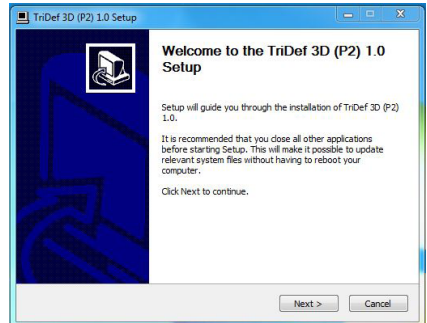 TriDef 3D (P2) 1.0 Setup
Welcome to the TriDef 3D (P2) 1.0
Setup
Setup will guide you through the installation of TriDef 3D (P2)
1.0.
It is recommended that you close all other applications
before starting Setup. This will make it possible to update
relevant system files without having to reboot your
computer.
Click Next to continue.
Next >
Cancel